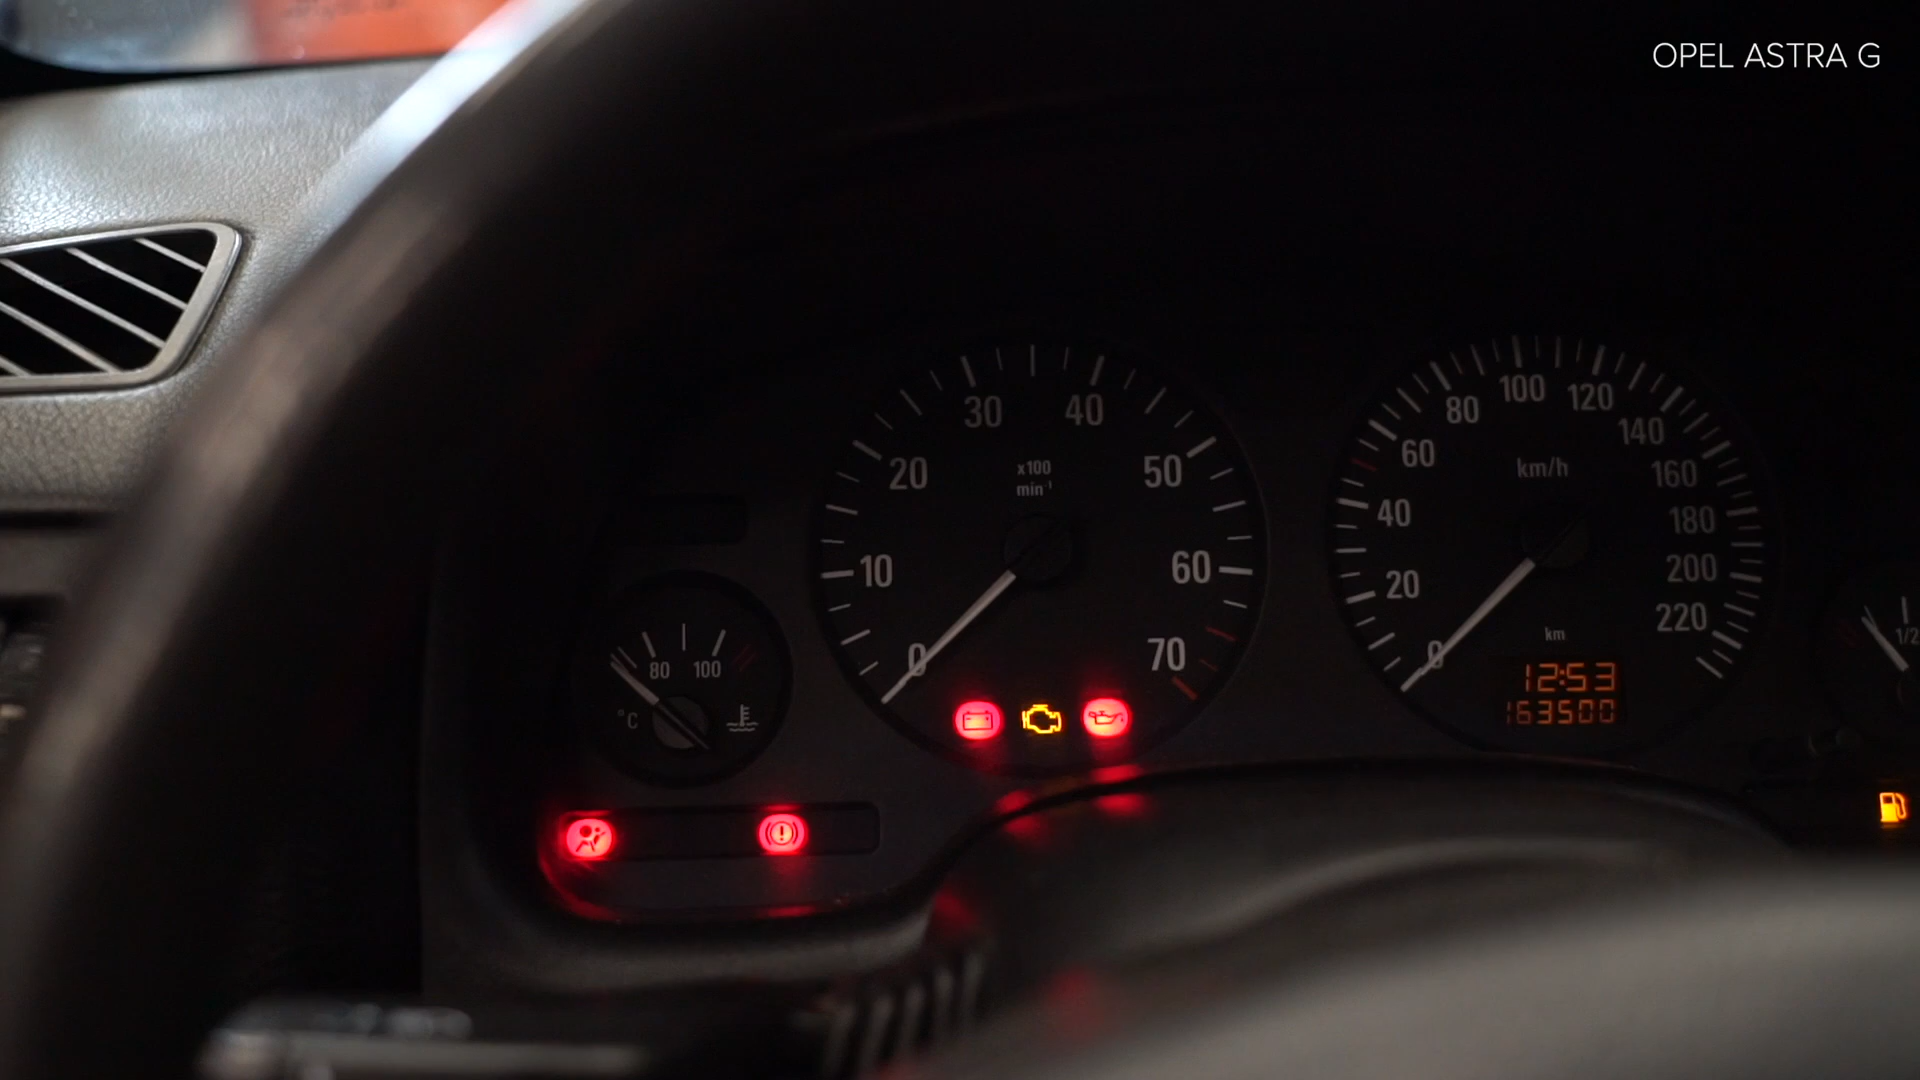 OPEL ASTRA G
30 40
20 50
x100
min⁻¹
10 60
0 70
80 100
°C
80 100 120
60 140
km/h
160
40 180
20 200
220
0
km
12:53
163500
1/2